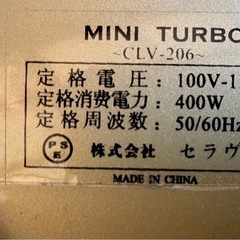 MINI TURBO
~CLV-206~
定格電圧：100V-1
定格消費電力：400W
定格周波数：50/60Hz
PSE 株式会社 セラヴ
MADE IN CHINA